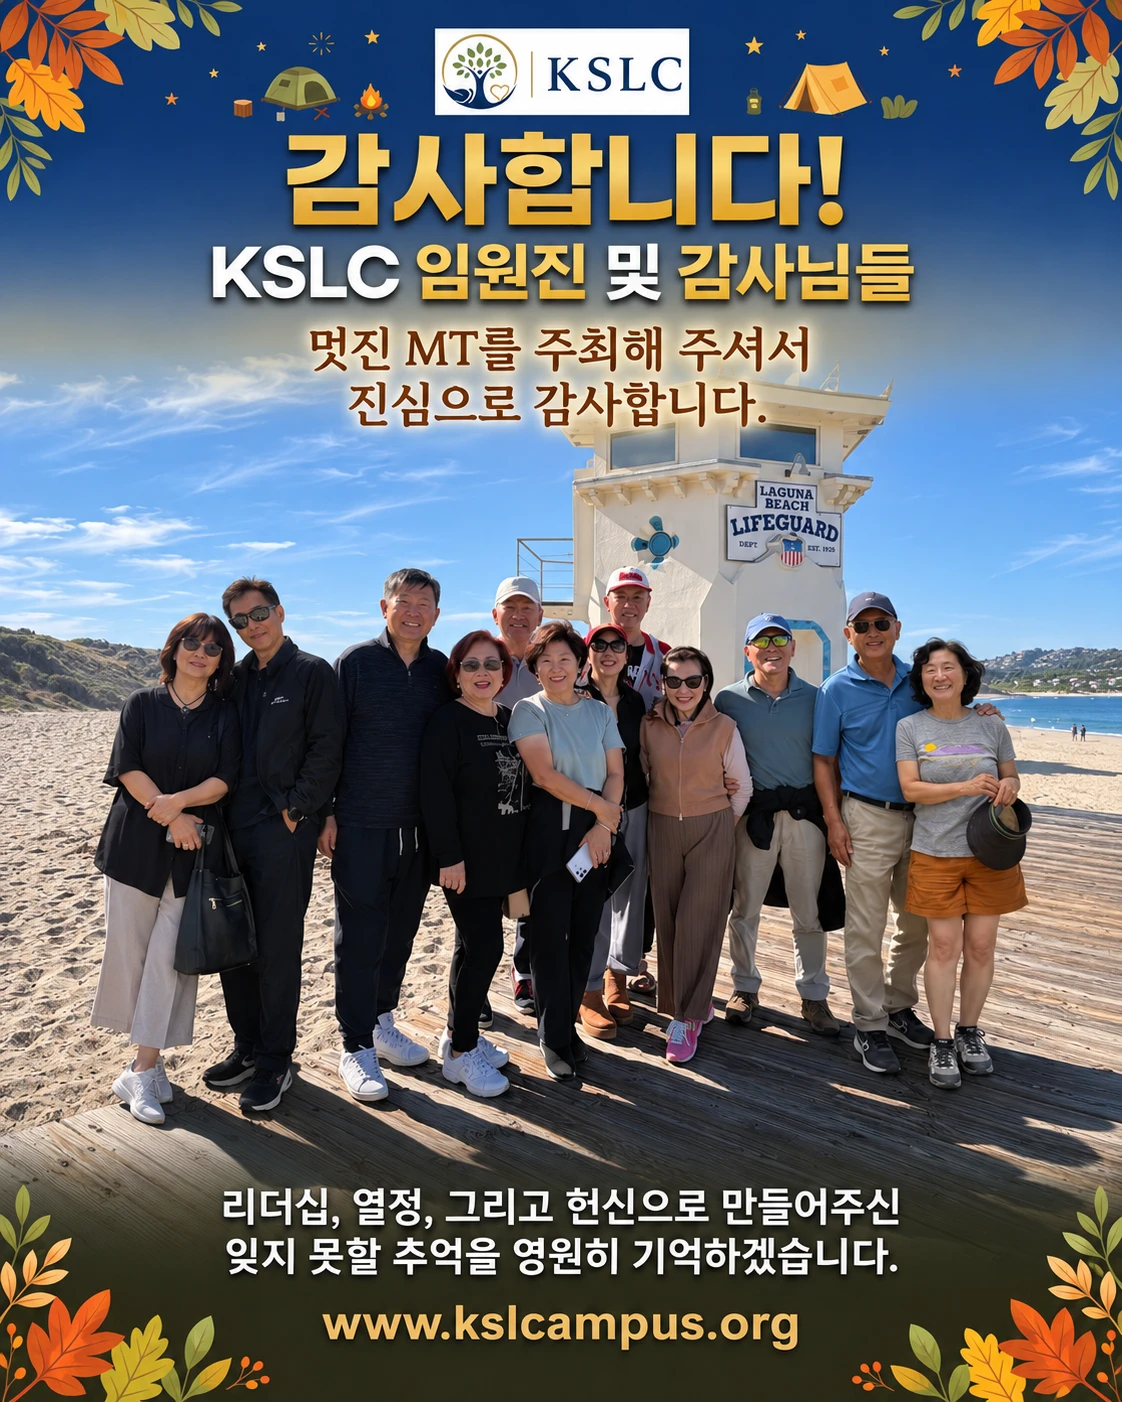 KSLC
감사합니다!
KSLC 임원진 및 감사님들
멋진 MT를 주최해 주셔서
진심으로 감사합니다.
LAGUNA
BEACH
LIFEGUARD
DEPT EST. 1929
리더십, 열정, 그리고 헌신으로 만들어주신
잊지 못할 추억을 영원히 기억하겠습니다.
www.kslcampus.org